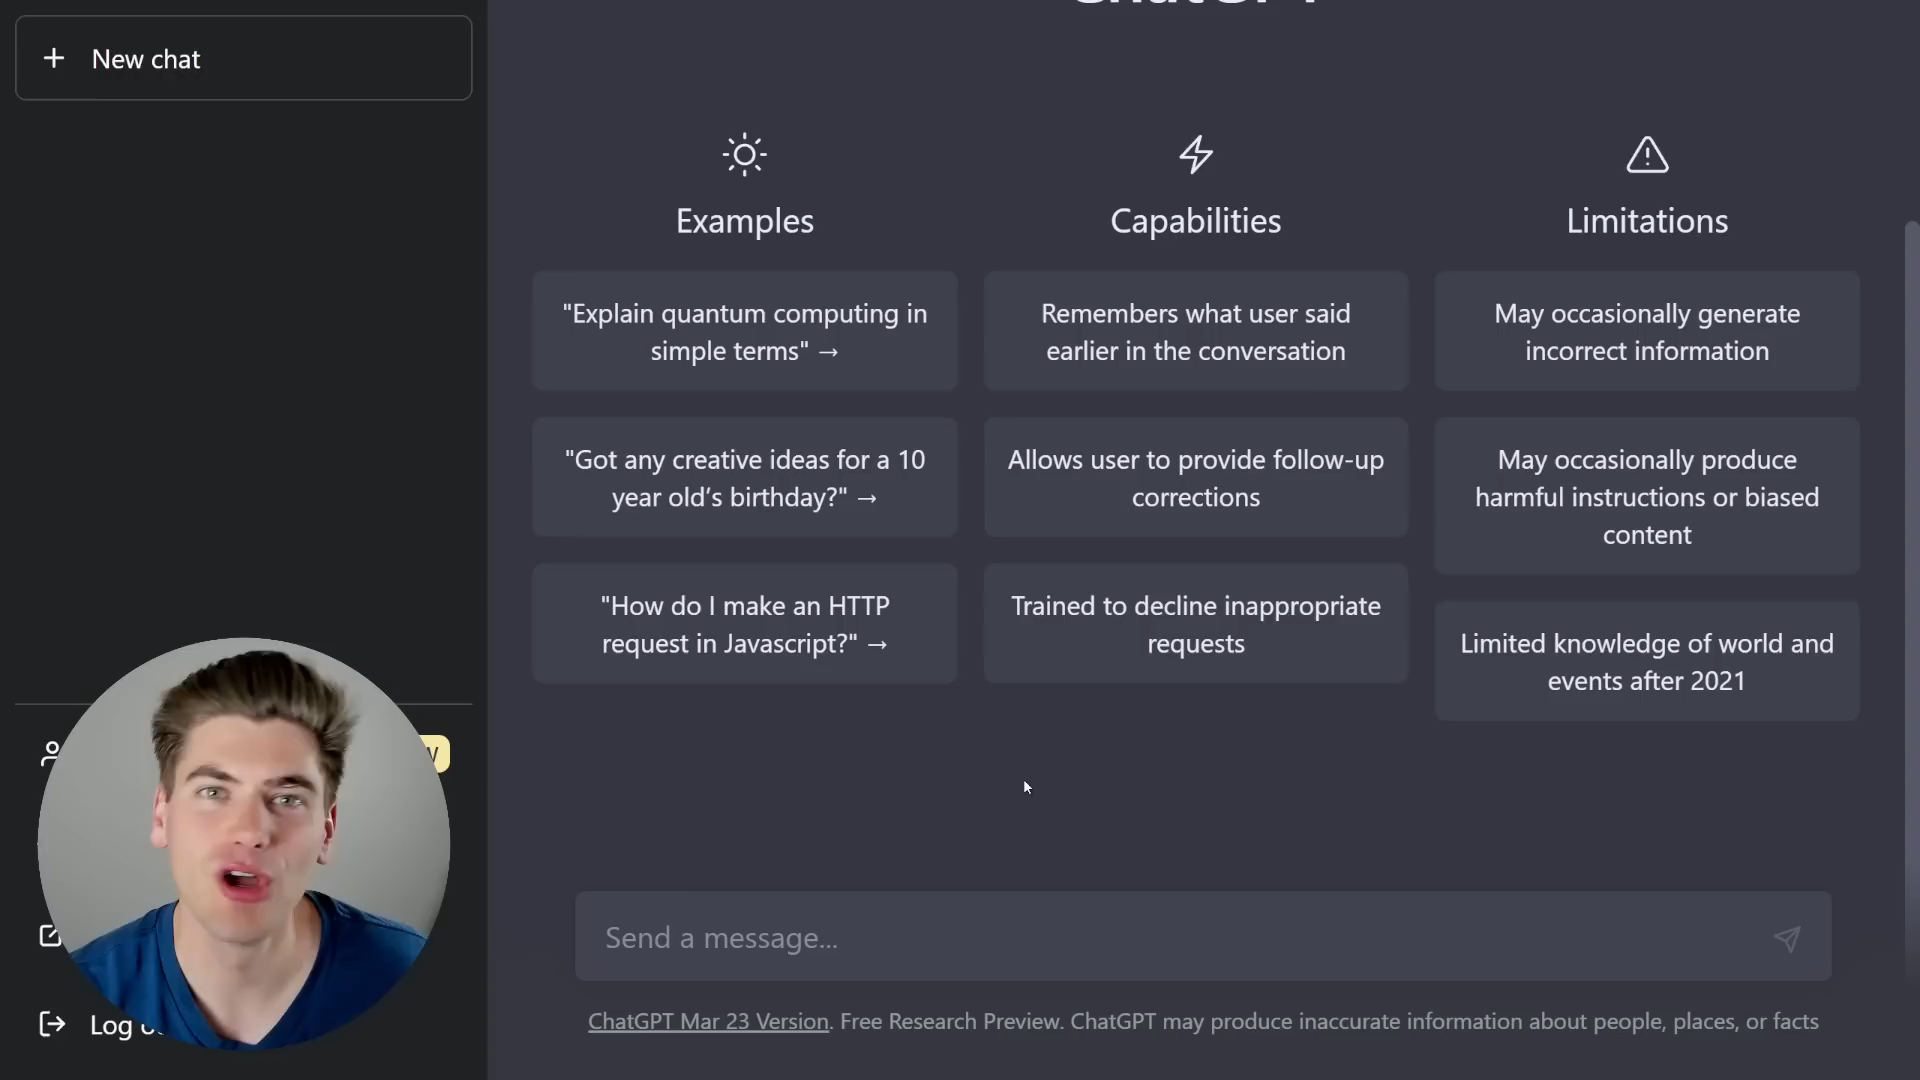 New chat
Examples
"Explain quantum computing in
simple terms" →
"Got any creative ideas for a 10
year old's birthday?" →
"How do I make an HTTP
request in Javascript?" →
Capabilities
Remembers what user said
earlier in the conversation
Allows user to provide follow-up
corrections
Trained to decline inappropriate
requests
Limitations
May occasionally generate
incorrect information
May occasionally produce
harmful instructions or biased
content
Limited knowledge of world and
events after 2021
Log
Send a message...
ChatGPT Mar 23 Version. Free Research Preview. ChatGPT may produce inaccurate information about people, places, or facts